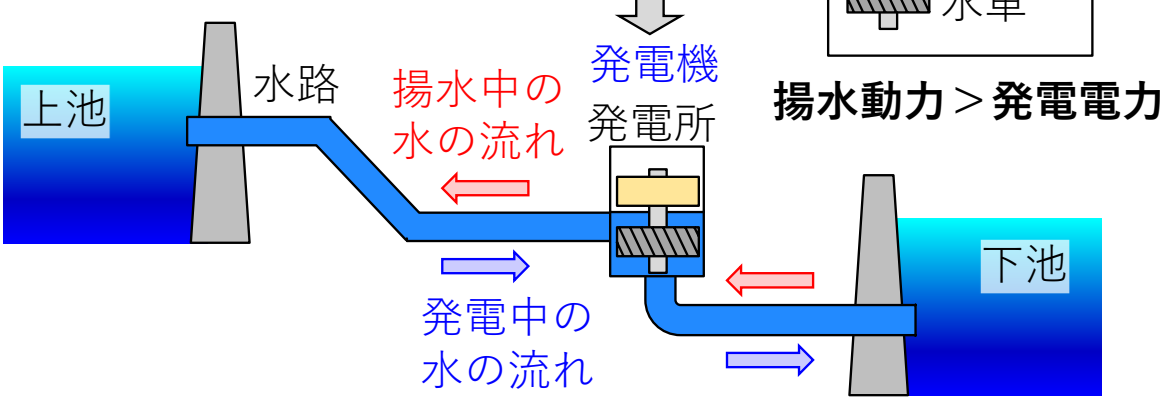 水車
発電機
揚水動力＞発電電力
水路
揚水中の
水の流れ
発電所
上池
下池
発電中の
水の流れ